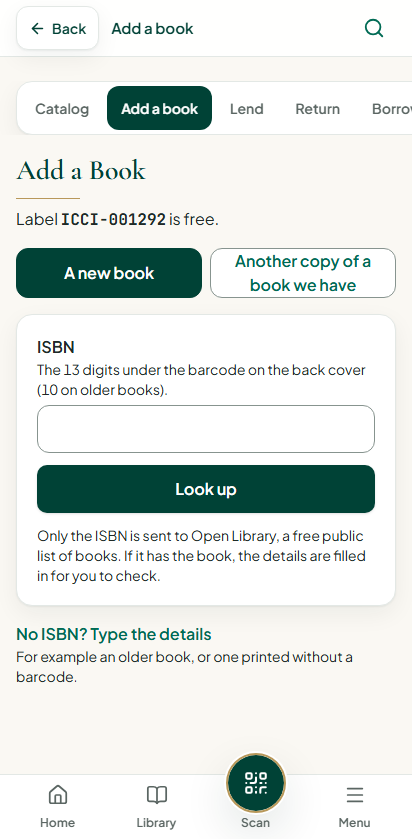 Back Add a book
Catalog Add a book Lend Return Borrow
Add a Book
Label ICCI-001292 is free.
A new book
Another copy of a
book we have
ISBN
The 13 digits under the barcode on the back cover
(10 on older books).
Look up
Only the ISBN is sent to Open Library, a free public
list of books. If it has the book, the details are filled
in for you to check.
No ISBN? Type the details
For example an older book, or one printed without a
barcode.
Home Library Scan Menu